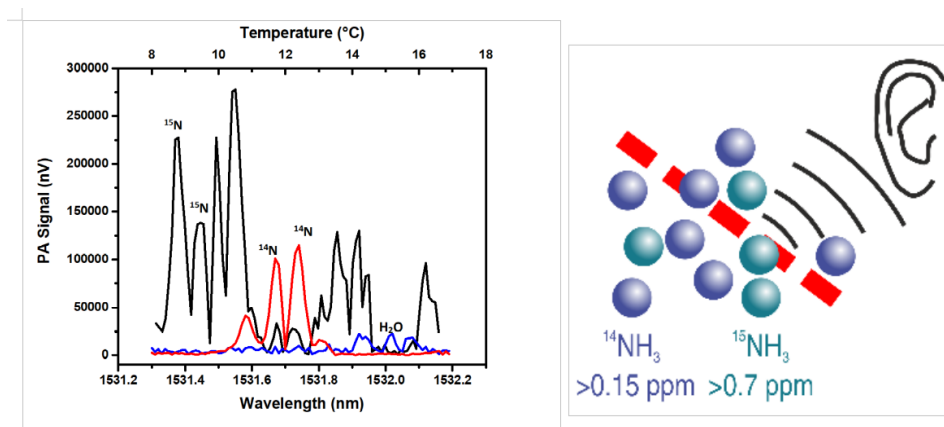 Temperature (°C)
8 10 12 14 16 18
300000
250000
200000
150000
100000
50000
0
PA Signal (nV)
¹⁵N
¹⁵N
¹⁴N
¹⁴N
H₂O
1531.2 1531.4 1531.6 1531.8 1532.0 1532.2
Wavelength (nm)
¹⁴NH₃ ¹⁵NH₃
>0.15 ppm >0.7 ppm